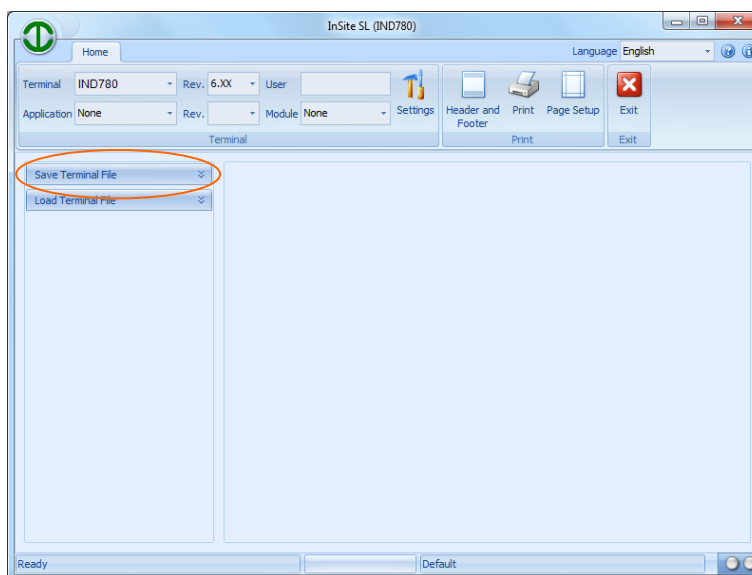 InSite SL (IND780)
Home
Language English
Terminal IND780 Rev. 6.XX User
Application None Rev. Module None
Settings
Header and Footer
Print
Page Setup
Exit
Terminal
Print
Exit
Save Terminal File
Load Terminal File
Ready
Default